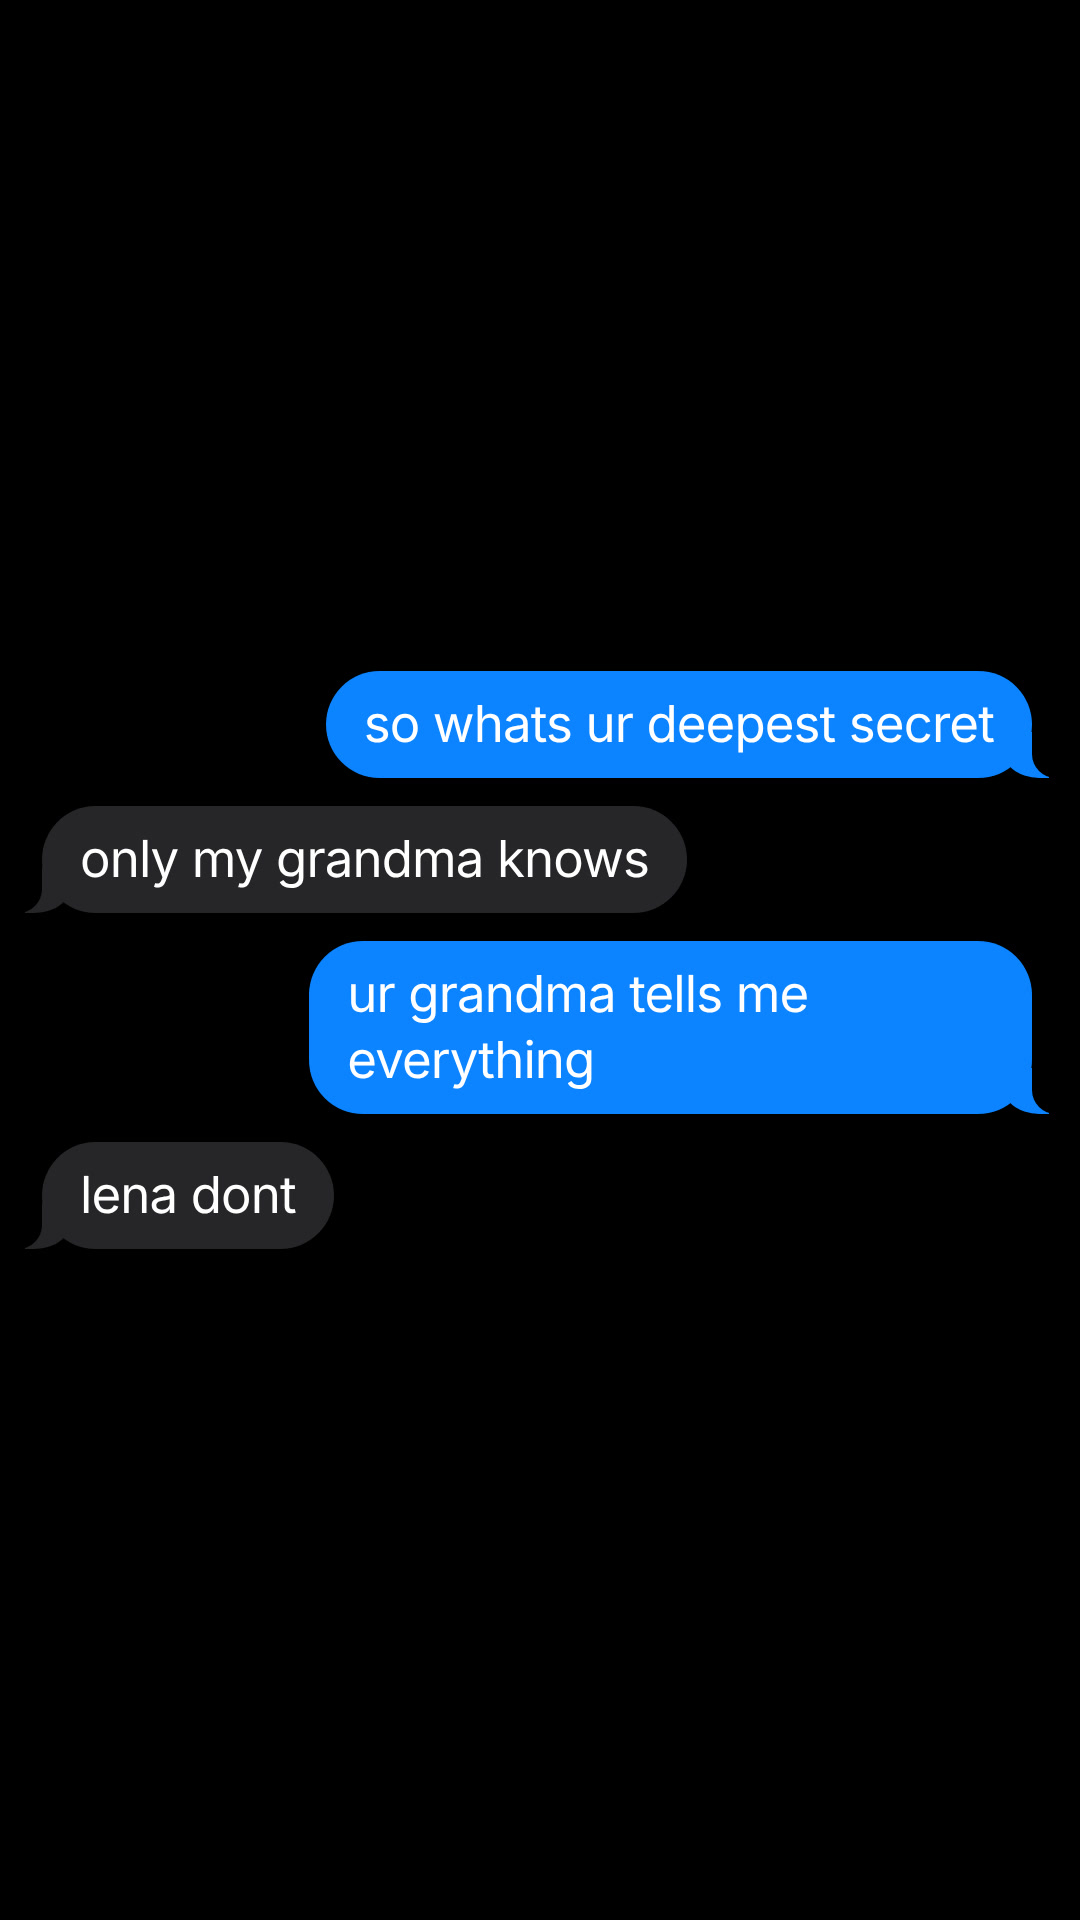 so whats ur deepest secret
only my grandma knows
ur grandma tells me
everything
lena dont